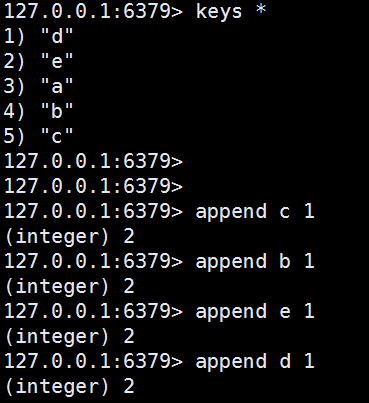 127.0.0.1:6379> keys *
1) "d"
2) "e"
3) "a"
4) "b"
5) "c"
127.0.0.1:6379>
127.0.0.1:6379>
127.0.0.1:6379> append c 1
(integer) 2
127.0.0.1:6379> append b 1
(integer) 2
127.0.0.1:6379> append e 1
(integer) 2
127.0.0.1:6379> append d 1
(integer) 2